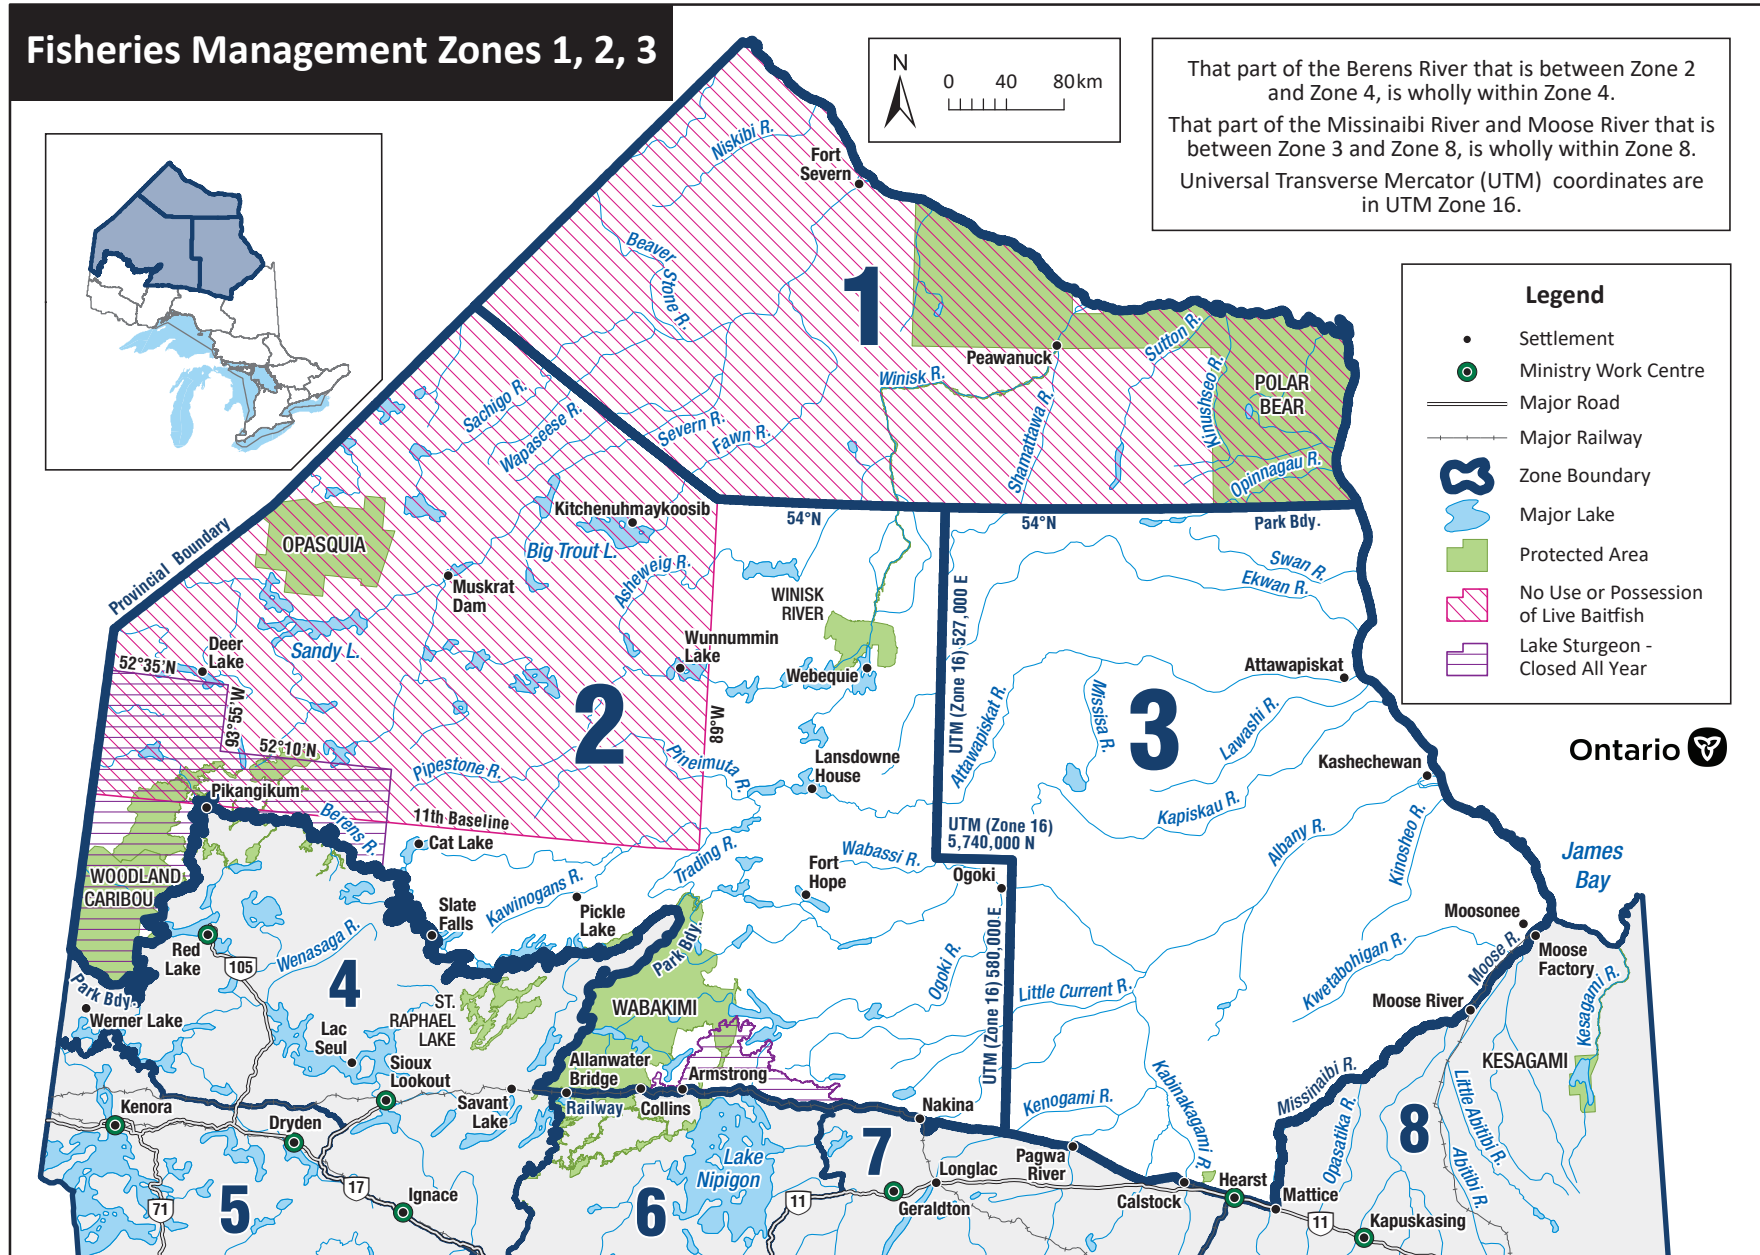 Fisheries Management Zones 1, 2, 3
N
0 40 80 km
That part of the Berens River that is between Zone 2
and Zone 4, is wholly within Zone 4.
That part of the Missinaibi River and Moose River that is
between Zone 3 and Zone 8, is wholly within Zone 8.
Universal Transverse Mercator (UTM) coordinates are
in UTM Zone 16.
Legend
Settlement
Ministry Work Centre
Major Road
Major Railway
Zone Boundary
Major Lake
Protected Area
No Use or Possession
of Live Baitfish
Lake Sturgeon -
Closed All Year
Ontario
Niskibi R.
Fort
Severn
Beaver
Stone R.
1
Peawanuck
Sutton R.
Winisk R.
Kinushseo R.
POLAR
BEAR
Shamattawa R.
Opinnagau R.
Sachigo R.
Wapaseese R.
Severn R.
Fawn R.
54°N
54°N
Park Bdy.
Kitchenuhmaykoosib
Big Trout L.
Asheweig R.
OPASQUIA
Provincial Boundary
Muskrat
Dam
Deer
Lake
Sandy L.
52°35'N
93°55'W
52°10'N
Wunnummin
Lake
WINISK
RIVER
Webequie
2
89°W
Pipestone R.
Pineimuta R.
Lansdowne
House
11th Baseline
Pikangikum
Berens R.
Cat Lake
Trading R.
Wabassi R.
Fort
Hope
Ogoki
Kawinogans R.
Pickle
Lake
Slate
Falls
UTM (Zone 16) 527,000 E
UTM (Zone 16)
5,740,000 N
UTM (Zone 16) 580,000 E
Swan R.
Ekwan R.
Attawapiskat
Attawapiskat R.
Missisa R.
3
Lawashi R.
Kashechewan
Kapiskau R.
Albany R.
Kinosheo R.
James
Bay
Moosonee
Moose R.
Moose
Factory
Kwetabohigan R.
Moose River
Kesagami R.
KESAGAMI
Little Current R.
Ogoki R.
Kabinakagami R.
Kenogami R.
Missinaibi R.
Opasatika R.
8
Little Abitibi R.
Abitibi R.
WOODLAND
CARIBOU
Red
Lake
105
Wenasaga R.
4
ST.
RAPHAEL
LAKE
Park Bdy.
WABAKIMI
Park Bdy.
Werner Lake
Lac
Seul
Sioux
Lookout
Allanwater
Bridge
Armstrong
Railway
Collins
Savant
Lake
Kenora
Dryden
Nakina
7
Pagwa
River
Longlac
Geraldton
Calstock
Hearst
Mattice
Kapuskasing
11
11
Lake
Nipigon
6
5
71
17
Ignace